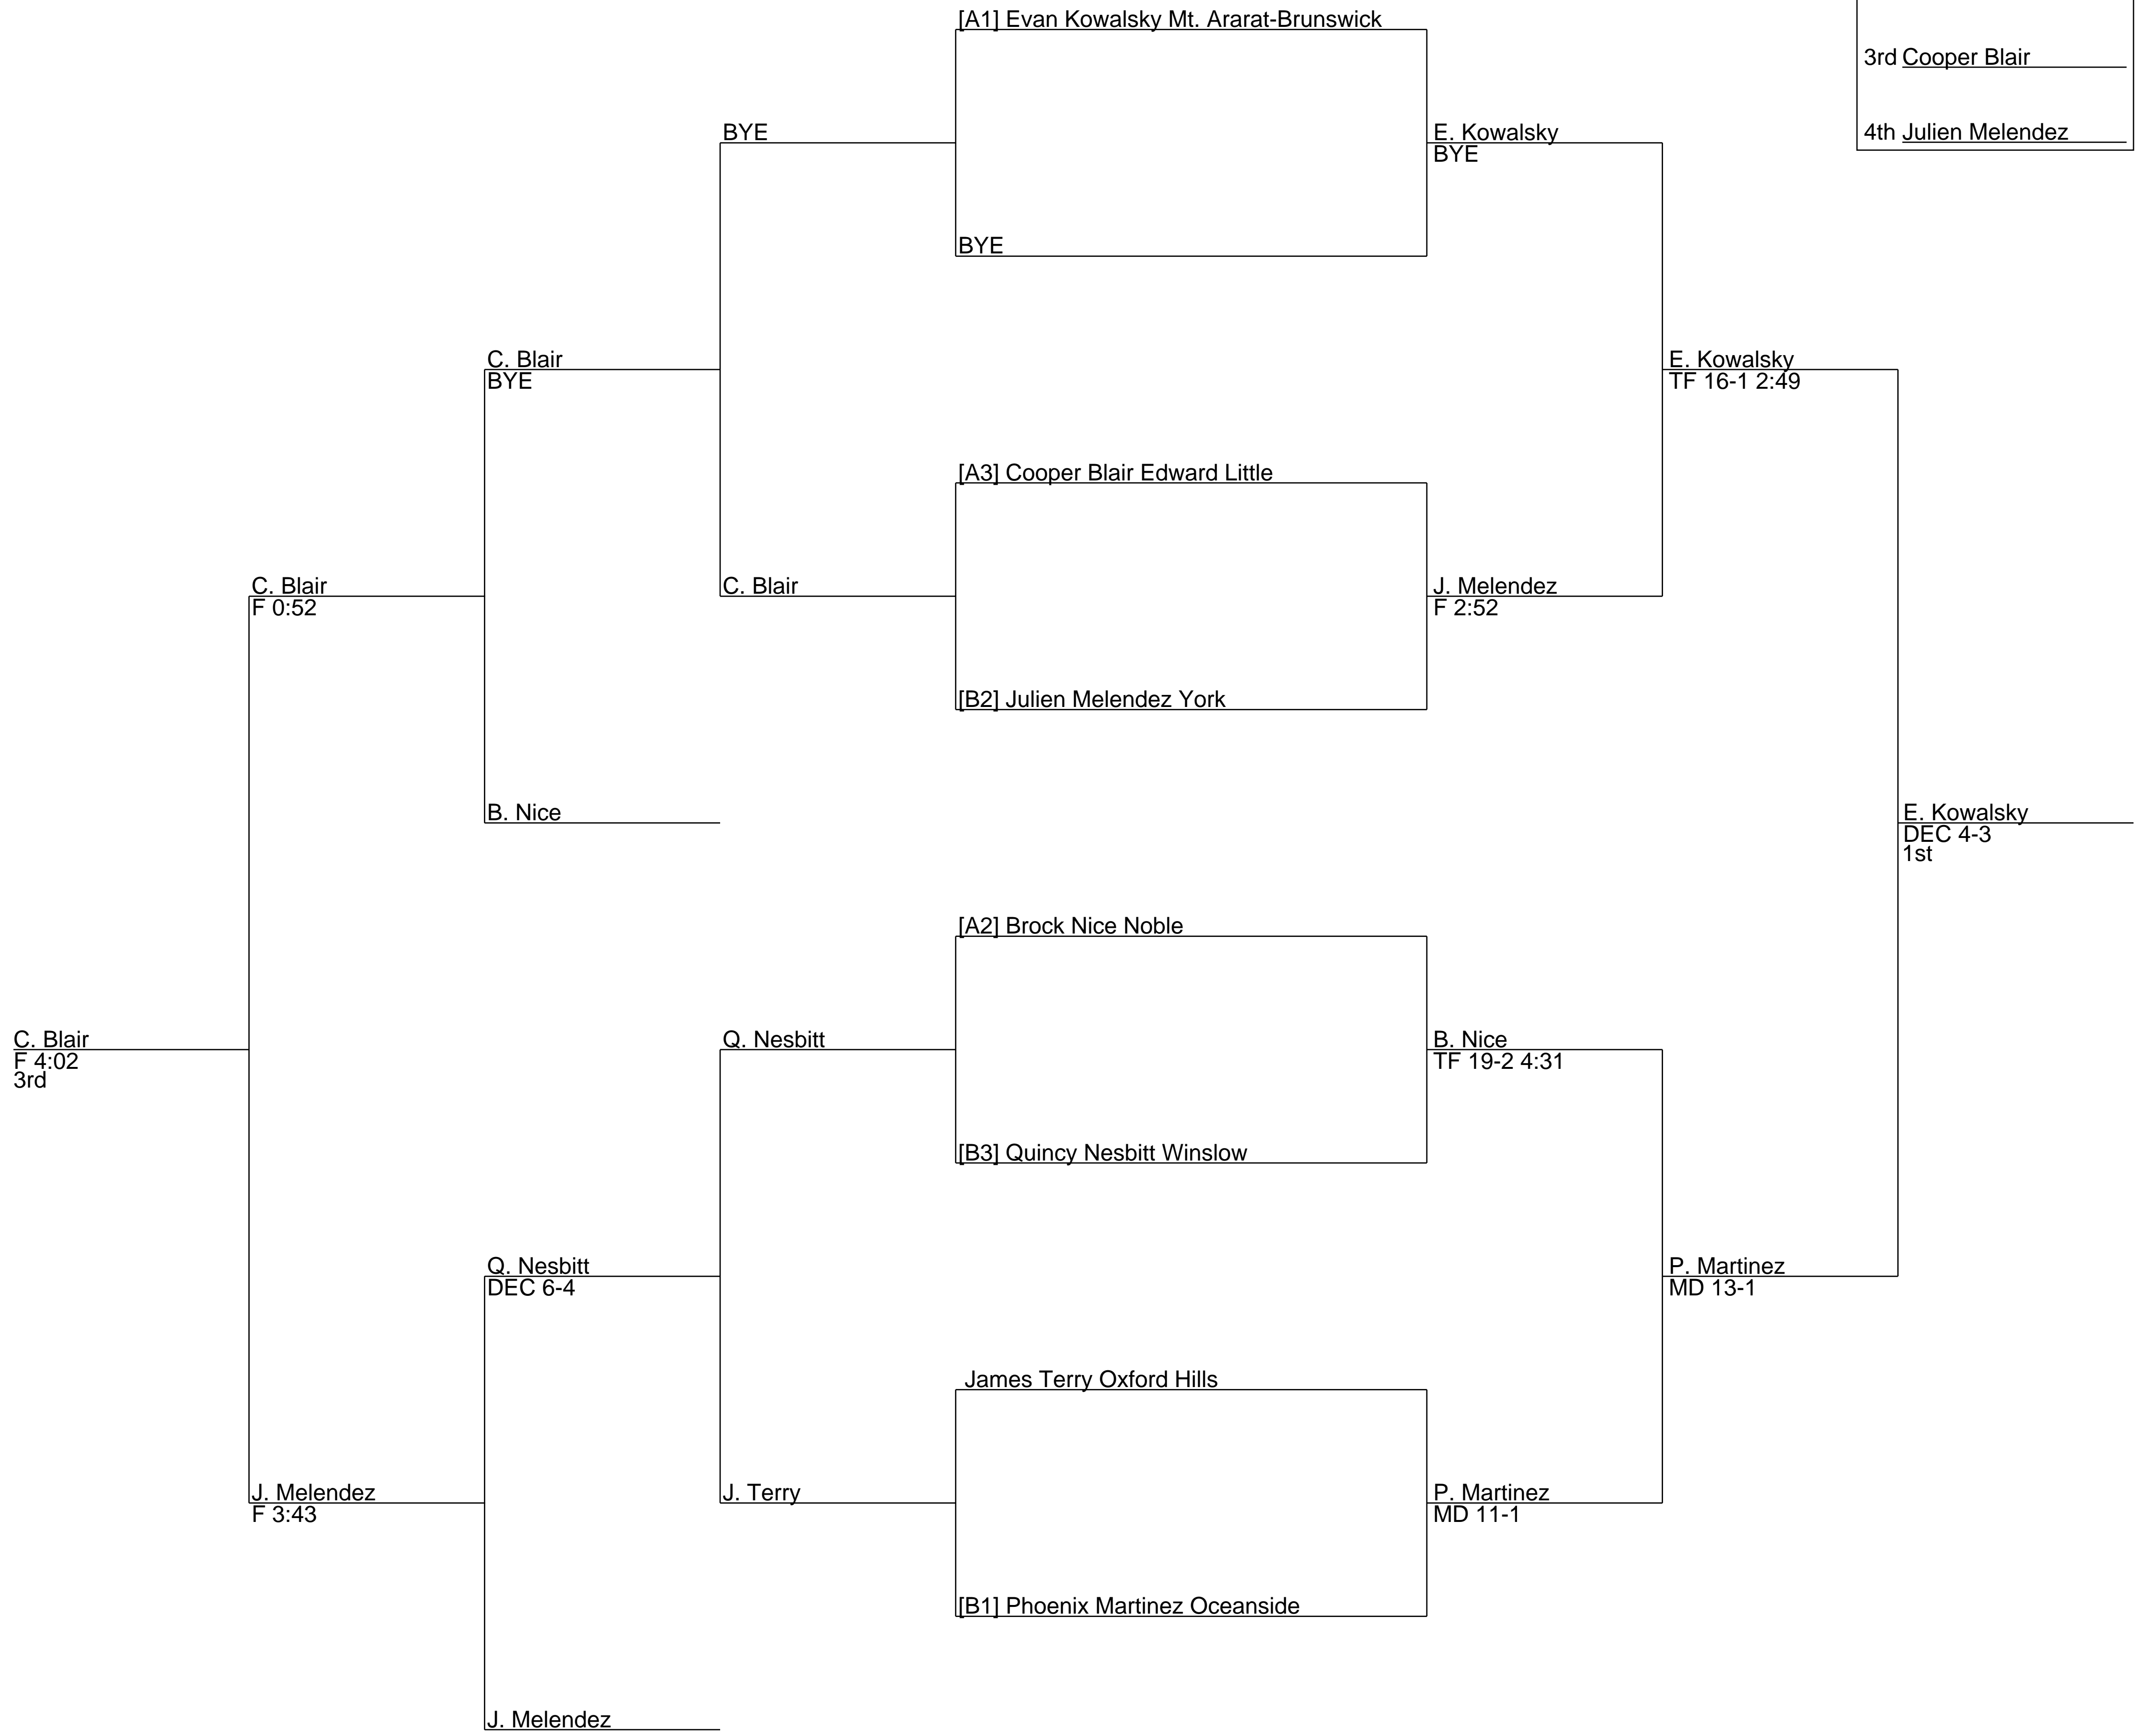 [A1] Evan Kowalsky Mt. Ararat-Brunswick
3rd Cooper Blair
BYE
E. Kowalsky
BYE
4th Julien Melendez
BYE
C. Blair
BYE
E. Kowalsky
TF 16-1 2:49
[A3] Cooper Blair Edward Little
C. Blair
F 0:52
C. Blair
J. Melendez
F 2:52
[B2] Julien Melendez York
B. Nice
E. Kowalsky
DEC 4-3
1st
[A2] Brock Nice Noble
C. Blair
F 4:02
3rd
Q. Nesbitt
B. Nice
TF 19-2 4:31
[B3] Quincy Nesbitt Winslow
Q. Nesbitt
DEC 6-4
P. Martinez
MD 13-1
James Terry Oxford Hills
J. Melendez
F 3:43
J. Terry
P. Martinez
MD 11-1
[B1] Phoenix Martinez Oceanside
J. Melendez